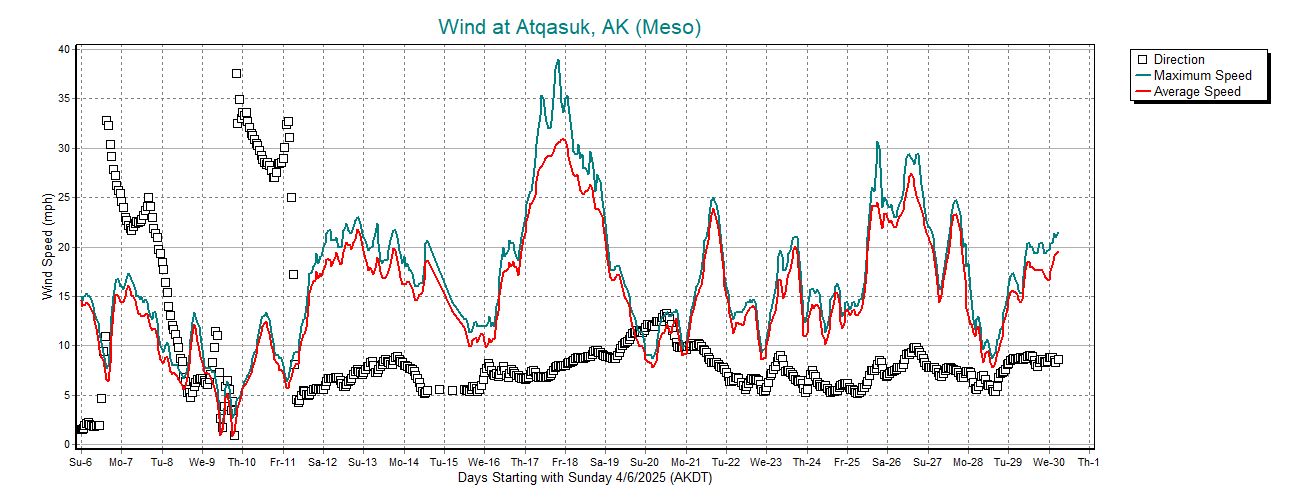 Wind at Atqasuk, AK (Meso)
Direction
Maximum Speed
Average Speed
Wind Speed (mph)
40
35
30
25
20
15
10
5
0
Su-6 Mo-7 Tu-8 We-9 Th-10 Fr-11 Sa-12 Su-13 Mo-14 Tu-15 We-16 Th-17 Fr-18 Sa-19 Su-20 Mo-21 Tu-22 We-23 Th-24 Fr-25 Sa-26 Su-27 Mo-28 Tu-29 We-30 Th-1
Days Starting with Sunday 4/6/2025 (AKDT)